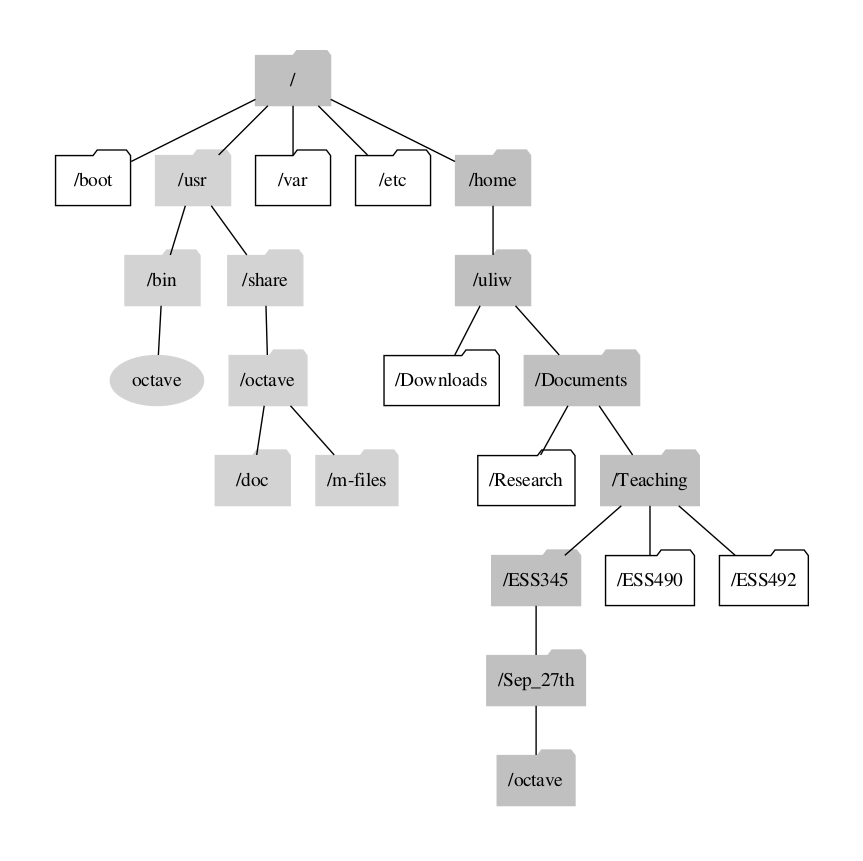 /
/boot
/usr
/var
/etc
/home
/bin
/share
/uliw
octave
/octave
/Downloads
/Documents
/doc
/m-files
/Research
/Teaching
/ESS345
/ESS490
/ESS492
/Sep_27th
/octave